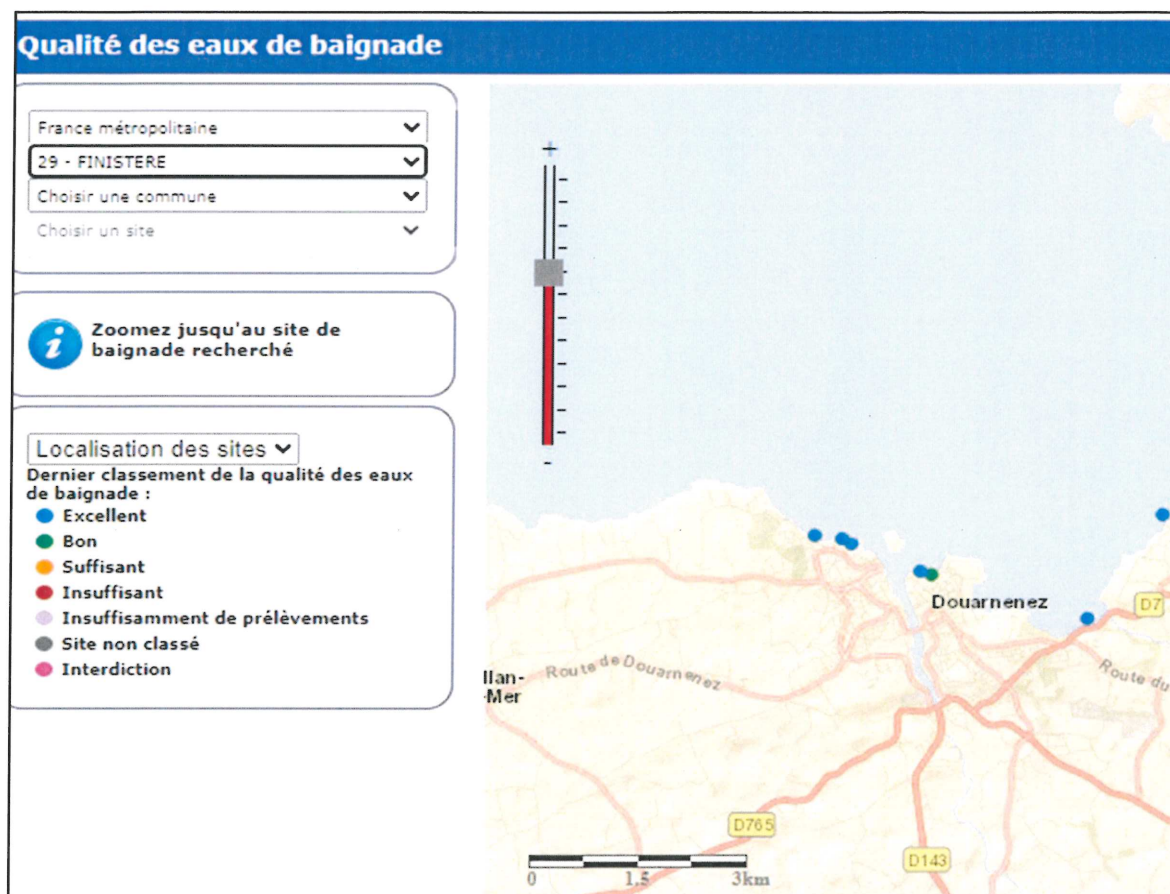 Qualité des eaux de baignade
France métropolitaine
29 - FINISTERE
Choisir une commune
Choisir un site
Zoomez jusqu'au site de
baignade recherché
Localisation des sites
Dernier classement de la qualité des eaux
de baignade :
Excellent
Bon
Suffisant
Insuffisant
Insuffisamment de prélèvements
Site non classé
Interdiction
+
-
Douarnenez
D7
llan-
-Mer
Route de Douarnenez
Route du
D765
D143
0 1,5 3km